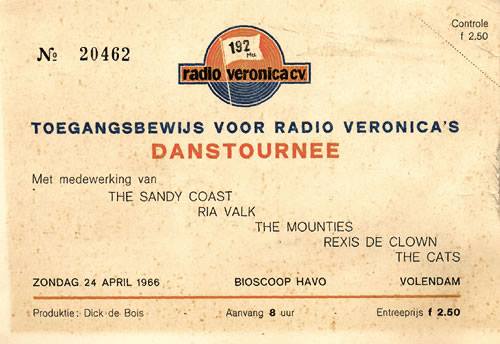 Controle
f 2.50
№ 20462
192 Mtr.
radio veronica cv
TOEGANGSBEWIJS VOOR RADIO VERONICA'S
DANSTOURNEE
Met medewerking van
THE SANDY COAST
RIA VALK
THE MOUNTIES
REXIS DE CLOWN
THE CATS
ZONDAG 24 APRIL 1966 BIOSCOOP HAVO VOLENDAM
Produktie: Dick de Bois Aanvang 8 uur Entreeprijs f 2.50